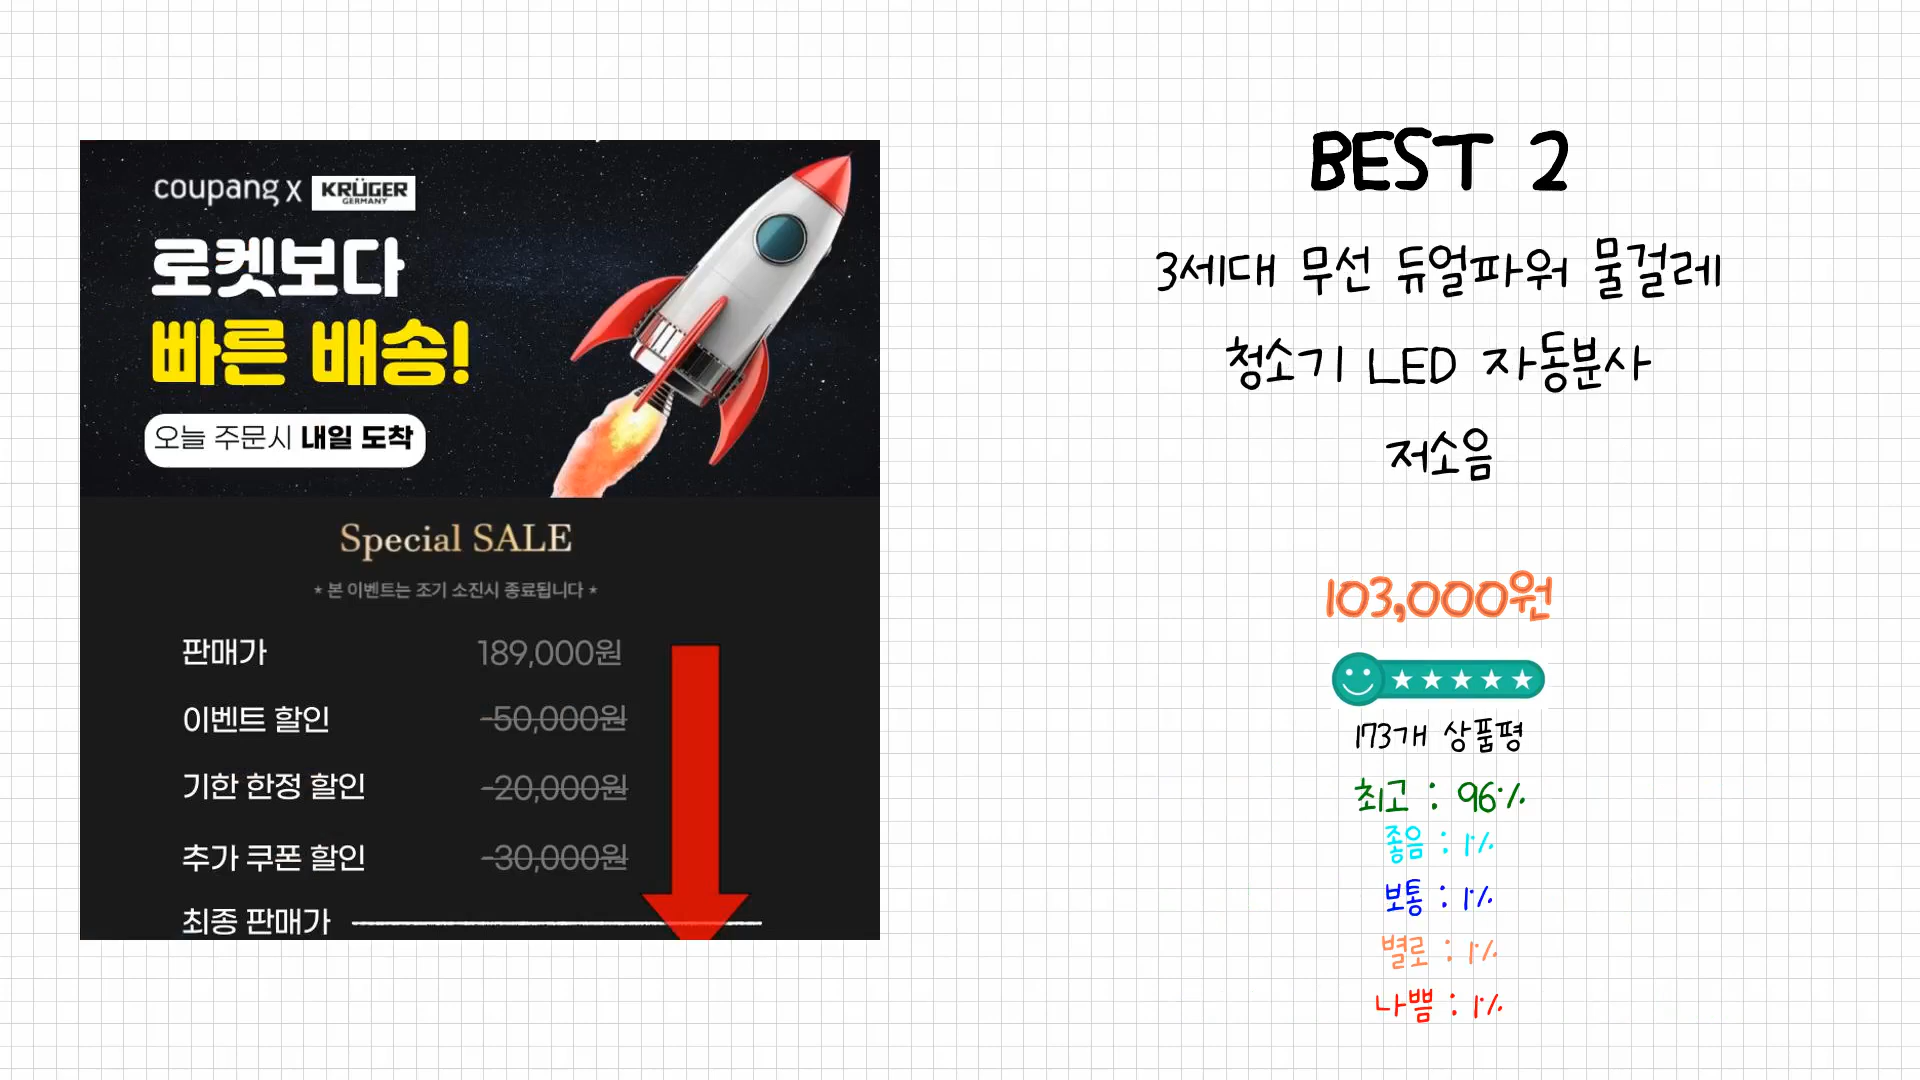 coupang x KRÜGER
GERMANY
로켓보다
빠른 배송!
오늘 주문시 내일 도착
Special SALE
* 본 이벤트는 조기 소진시 종료됩니다 *
판매가 189,000원
이벤트 할인 -50,000원
기한 한정 할인 -20,000원
추가 쿠폰 할인 -30,000원
최종 판매가
BEST 2
3세대 무선 듀얼파워 물걸레
청소기 LED 자동분사
저소음
103,000원
173개 상품평
최고 : 96%
좋음 : 1%
보통 : 1%
별로 : 1%
나쁨 : 1%